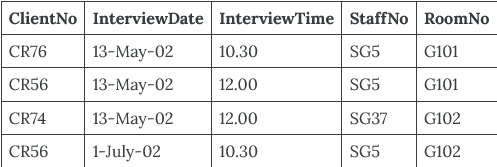 ClientNo InterviewDate InterviewTime StaffNo RoomNo
CR76 13-May-02 10.30 SG5 G101
CR56 13-May-02 12.00 SG5 G101
CR74 13-May-02 12.00 SG37 G102
CR56 1-July-02 10.30 SG5 G102